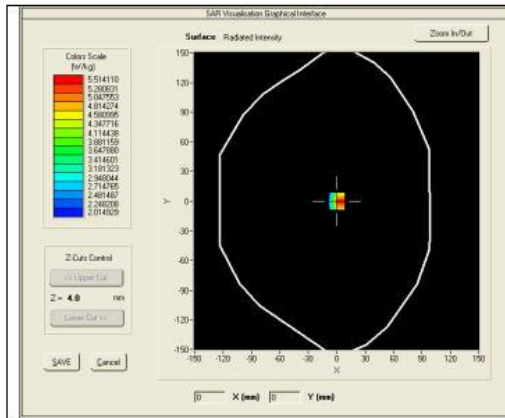 SAR Visualisation Graphical Interface
Surface Radiated Intensity
Zoom In/Out
Colors Scale
(W/kg)
5.514110
5.280831
5.047553
4.814274
4.580995
4.347716
4.114438
3.881159
3.647880
3.414601
3.181323
2.948044
2.714765
2.481487
2.248208
2.014929
Z-Cuts Control
<< Upper Cut
Z = 4.0 mm
Lower Cut >>
SAVE Cancel
150
120
90
60
30
0
-30
-60
-90
-120
-150
Y
-150 -120 -90 -60 -30 0 30 60 90 120 150
X
0 X (mm) 0 Y (mm)